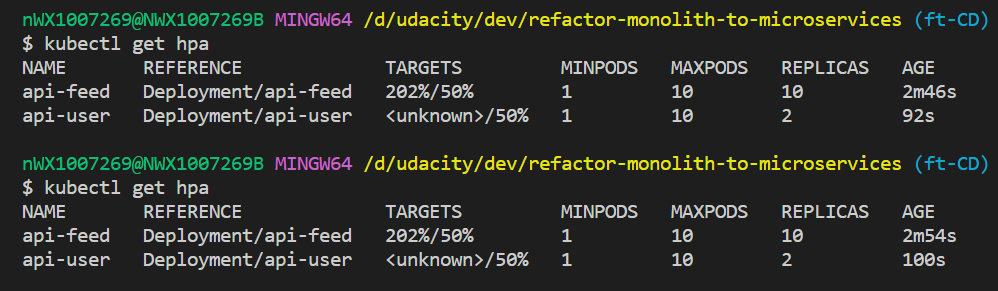 nWX1007269@NWX1007269B MINGW64 /d/udacity/dev/refactor-monolith-to-microservices (ft-CD)
$ kubectl get hpa
NAME       REFERENCE             TARGETS         MINPODS   MAXPODS   REPLICAS   AGE
api-feed   Deployment/api-feed   202%/50%        1         10        10         2m46s
api-user   Deployment/api-user   <unknown>/50%   1         10        2          92s
nWX1007269@NWX1007269B MINGW64 /d/udacity/dev/refactor-monolith-to-microservices (ft-CD)
$ kubectl get hpa
NAME       REFERENCE             TARGETS         MINPODS   MAXPODS   REPLICAS   AGE
api-feed   Deployment/api-feed   202%/50%        1         10        10         2m54s
api-user   Deployment/api-user   <unknown>/50%   1         10        2          100s